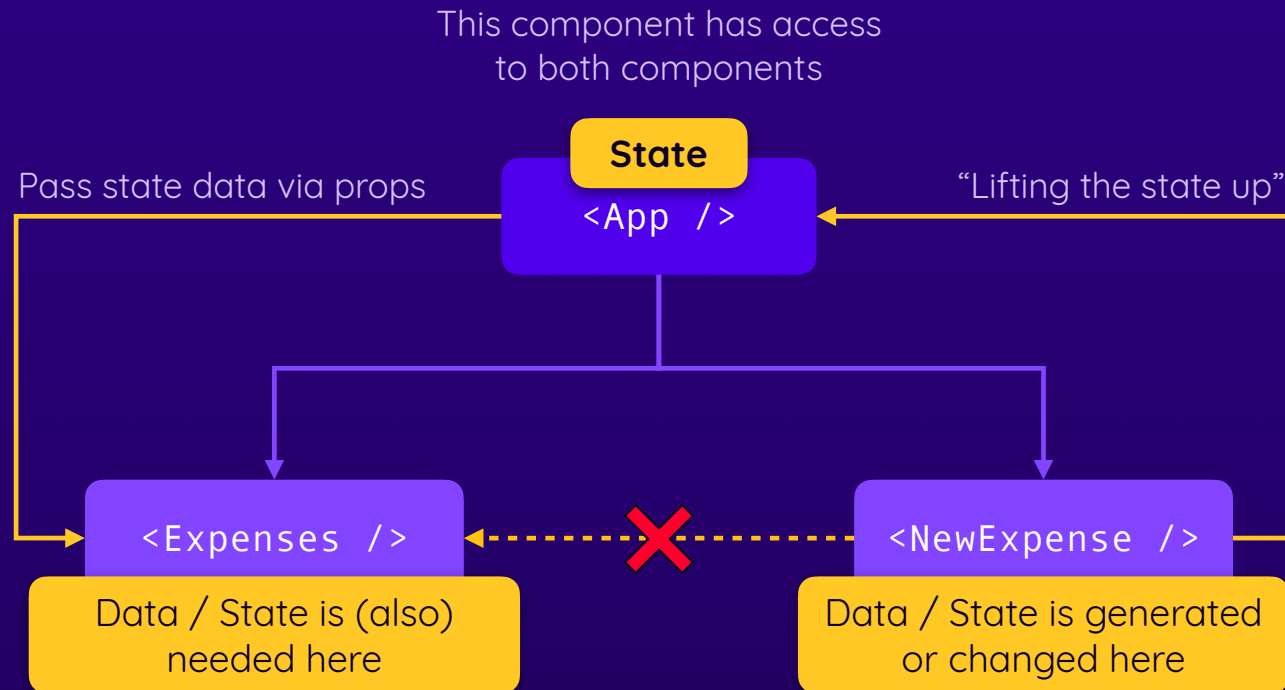 This component has access
to both components
State
Pass state data via props
“Lifting the state up”
<App />
<Expenses />
<NewExpense />
Data / State is (also)
needed here
Data / State is generated
or changed here